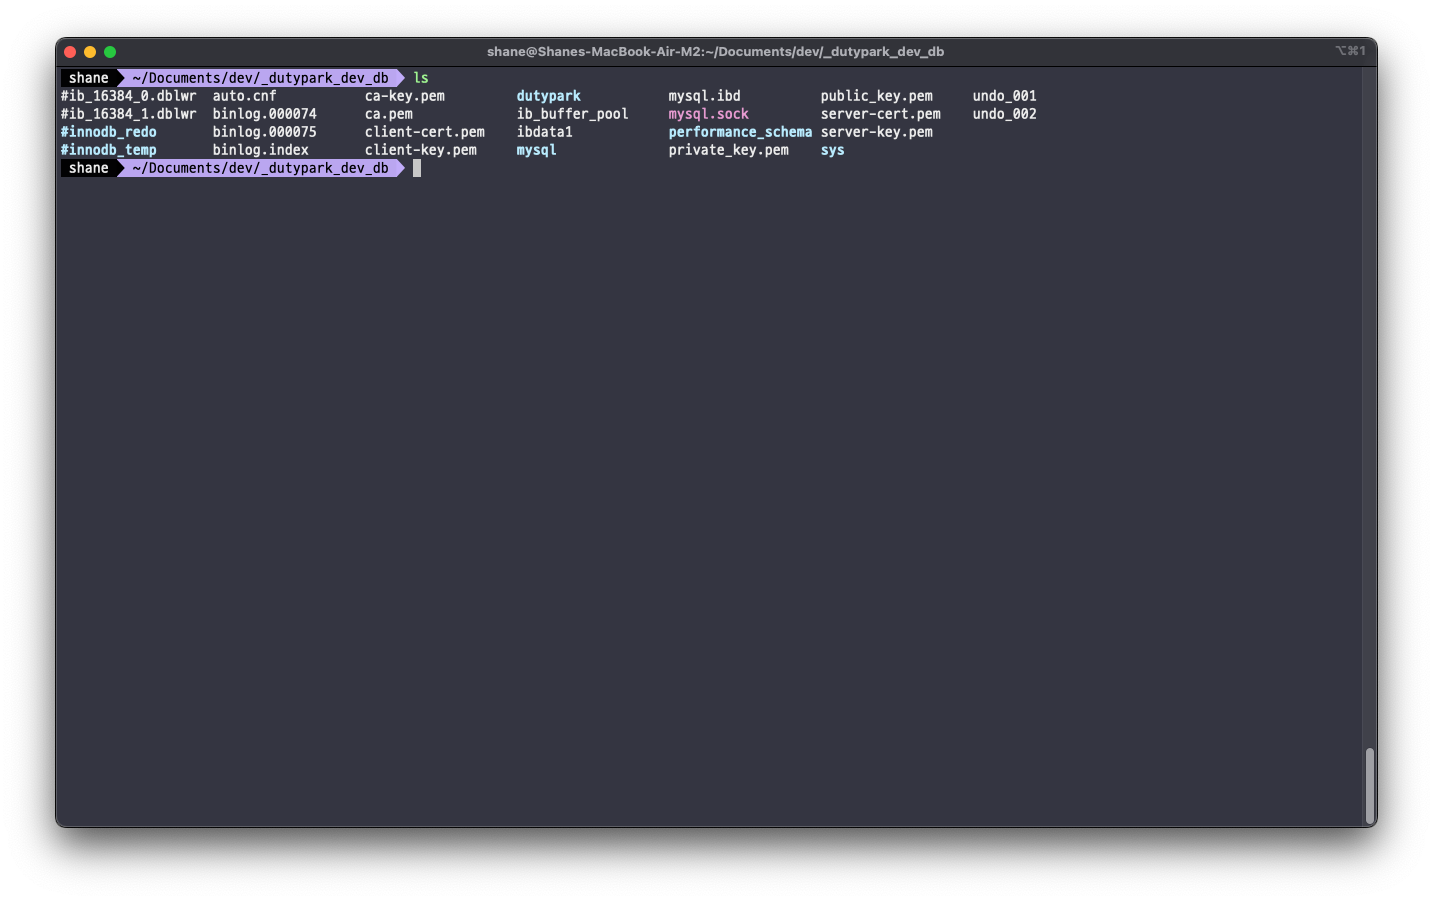 shane@Shanes-MacBook-Air-M2:~/Documents/dev/_dutypark_dev_db ⌥⌘1
shane ~/Documents/dev/_dutypark_dev_db ls
#ib_16384_0.dblwr auto.cnf ca-key.pem dutypark mysql.ibd public_key.pem undo_001
#ib_16384_1.dblwr binlog.000074 ca.pem ib_buffer_pool mysql.sock server-cert.pem undo_002
#innodb_redo binlog.000075 client-cert.pem ibdata1 performance_schema server-key.pem
#innodb_temp binlog.index client-key.pem mysql private_key.pem sys
shane ~/Documents/dev/_dutypark_dev_db